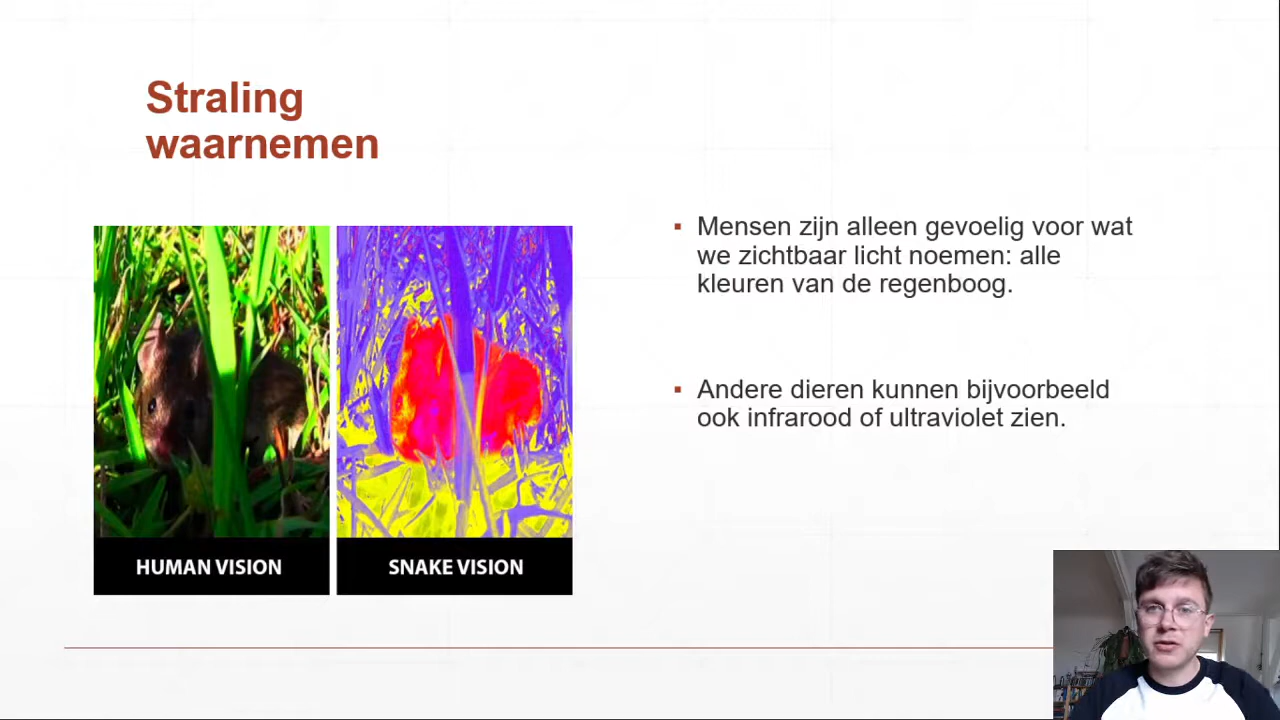 Straling
waarnemen
▪ Mensen zijn alleen gevoelig voor wat
we zichtbaar licht noemen: alle
kleuren van de regenboog.
▪ Andere dieren kunnen bijvoorbeeld
ook infrarood of ultraviolet zien.
HUMAN VISION
SNAKE VISION